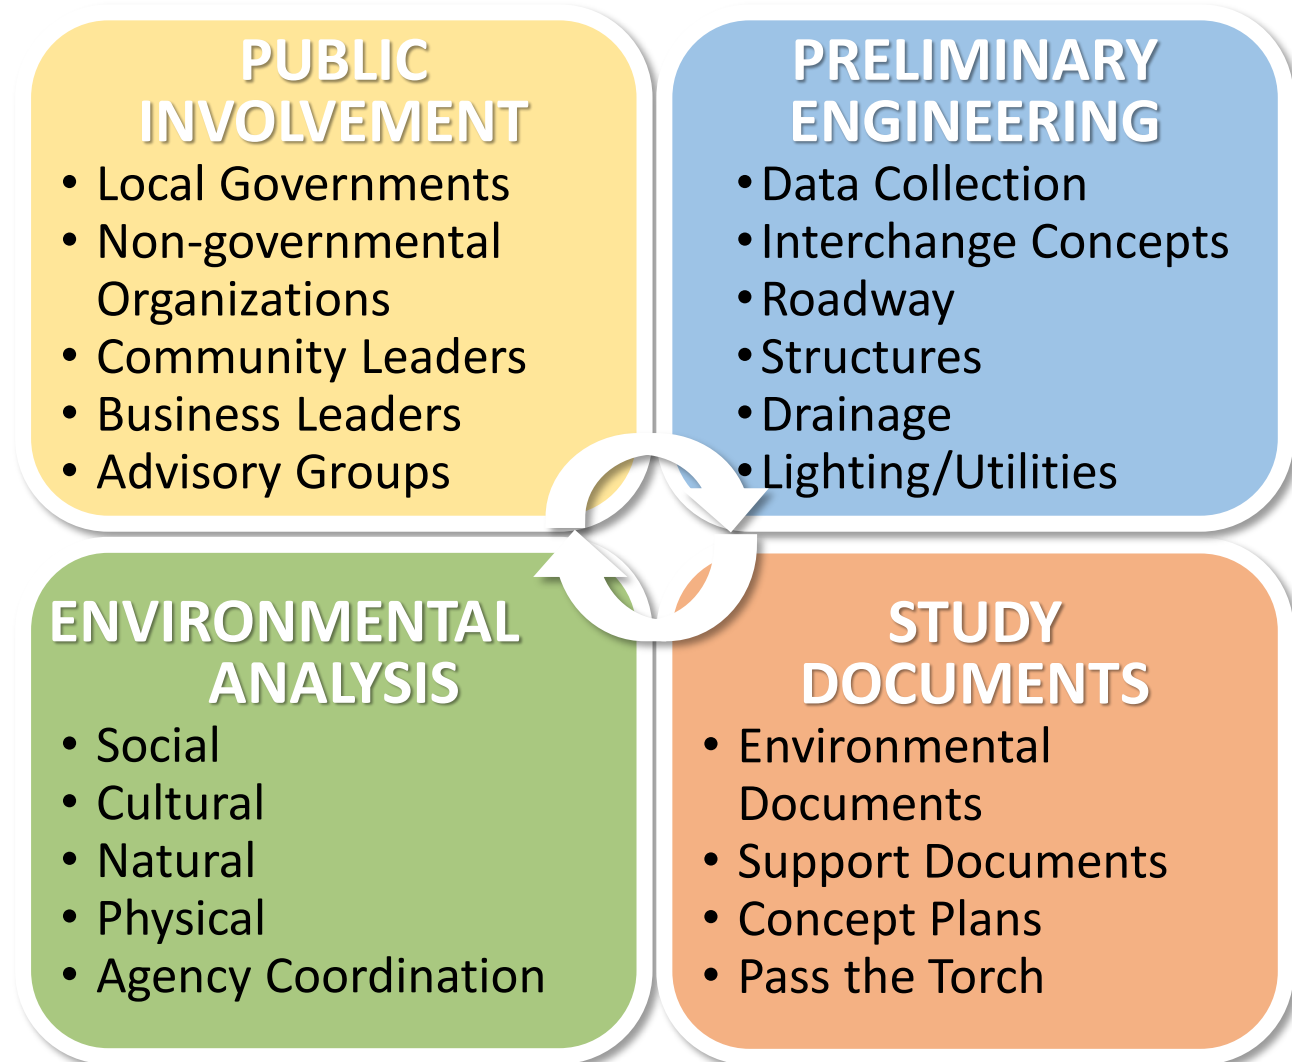 PUBLIC
INVOLVEMENT
• Local Governments
• Non-governmental
Organizations
• Community Leaders
• Business Leaders
• Advisory Groups
PRELIMINARY
ENGINEERING
• Data Collection
• Interchange Concepts
• Roadway
• Structures
• Drainage
• Lighting/Utilities
ENVIRONMENTAL
ANALYSIS
• Social
• Cultural
• Natural
• Physical
• Agency Coordination
STUDY
DOCUMENTS
• Environmental
Documents
• Support Documents
• Concept Plans
• Pass the Torch